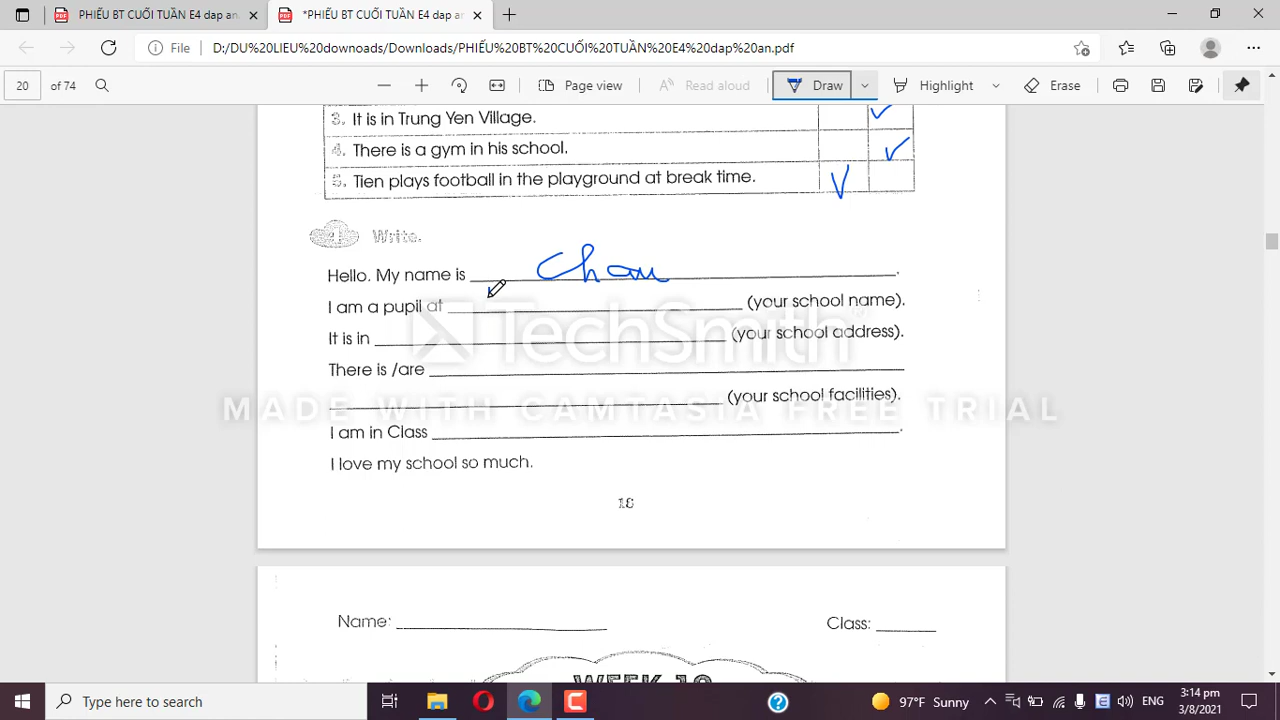 PHIẾU BT CUỐI TUẦN E4 dap an.
*PHIẾU BT CUỐI TUẦN E4 dap ar
File
D:/DU%20LIEU%20downoads/Downloads/PHIẾU%20BT%20CUỐI%20TUẦN%20E4%20dap%20an.pdf
20 of 74
Page view
Read aloud
Draw
Highlight
Erase
3. It is in Trung Yen Village.
4. There is a gym in his school.
5. Tien plays football in the playground at break time.
4 Write.
Hello. My name is Chau.
I am a pupil at (your school name).
It is in (your school address).
There is /are
(your school facilities).
I am in Class .
I love my school so much.
TechSmith
MADE WITH CAMTASIA FREE TRIAL
18
Name: Class:
WEEK 10
Type here to search
97°F Sunny
ENG
3:14 pm
3/8/2021